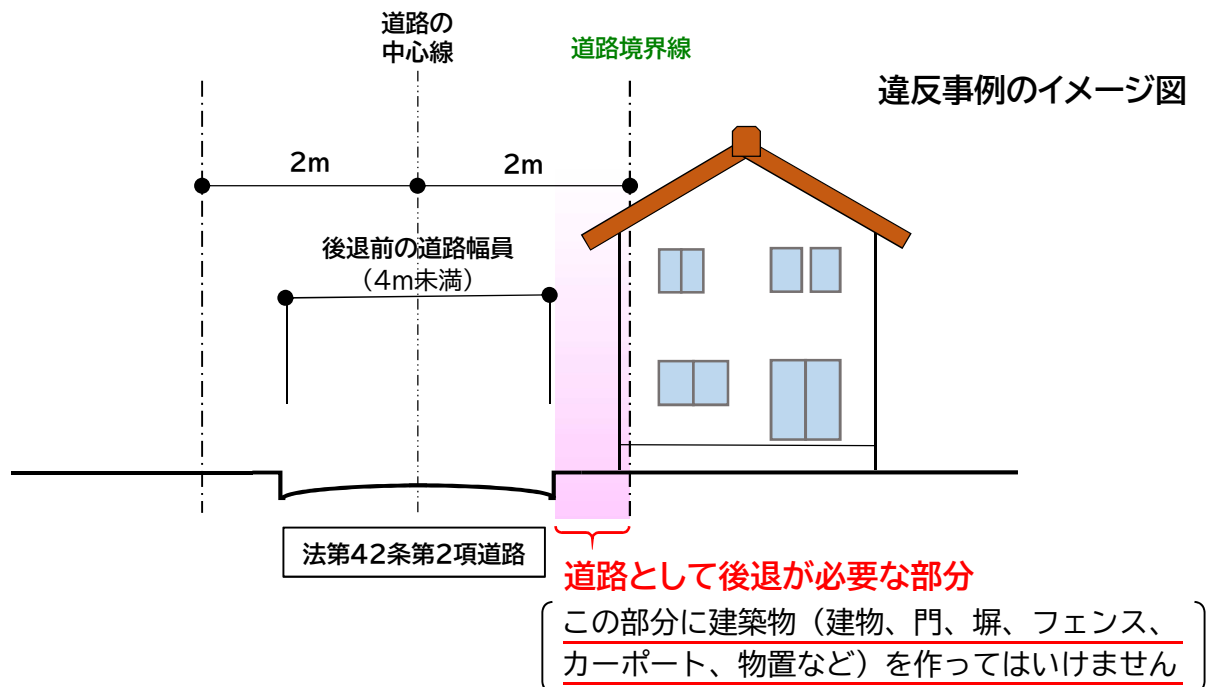 道路の
中心線
道路境界線
違反事例のイメージ図
2m
2m
後退前の道路幅員
（4m未満）
法第42条第2項道路
道路として後退が必要な部分
この部分に建築物（建物、門、塀、フェンス、
カーポート、物置など）を作ってはいけません